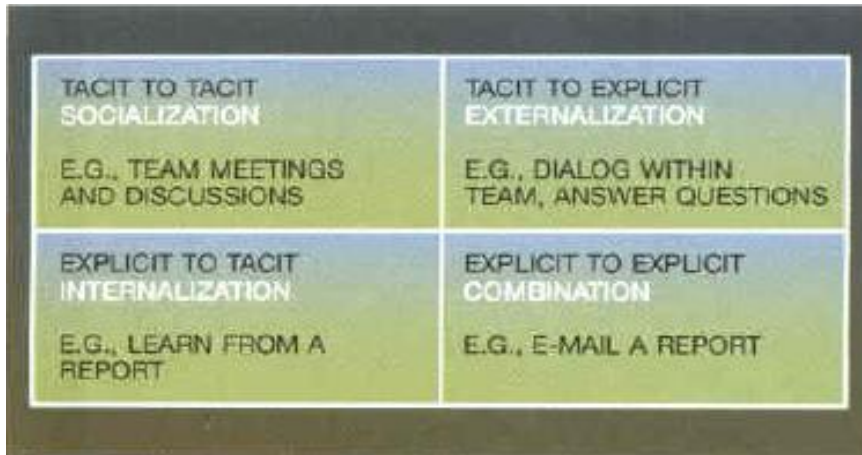 TACIT TO TACIT
SOCIALIZATION
E.G., TEAM MEETINGS
AND DISCUSSIONS
TACIT TO EXPLICIT
EXTERNALIZATION
E.G., DIALOG WITHIN
TEAM, ANSWER QUESTIONS
EXPLICIT TO TACIT
INTERNALIZATION
E.G., LEARN FROM A
REPORT
EXPLICIT TO EXPLICIT
COMBINATION
E.G., E-MAIL A REPORT